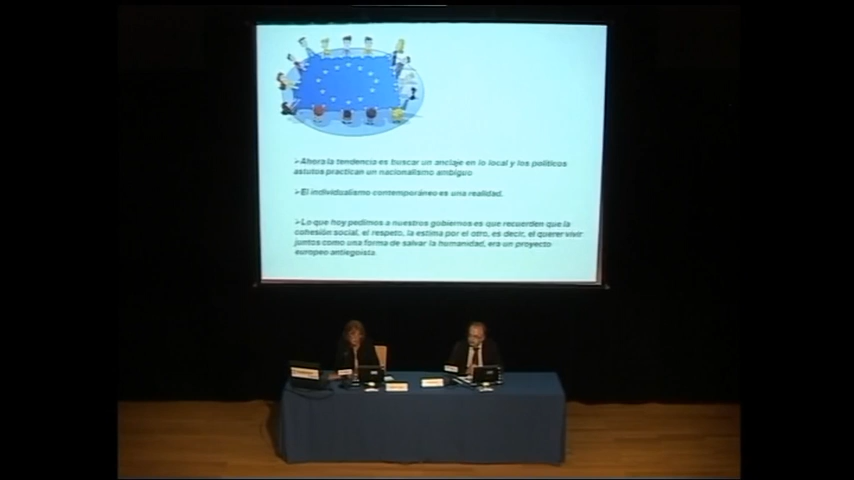 ➢Ahora la tendencia es buscar un anclaje en lo local y los políticos
astutos practican un nacionalismo ambiguo
➢El individualismo contemporáneo es una realidad.
➢Lo que hoy pedimos a nuestros gobiernos es que recuerden que la
cohesión social, el respeto, la estima por el otro, es decir, el querer vivir
juntos como una forma de salvar la humanidad, era un proyecto
europeo antiegoista.